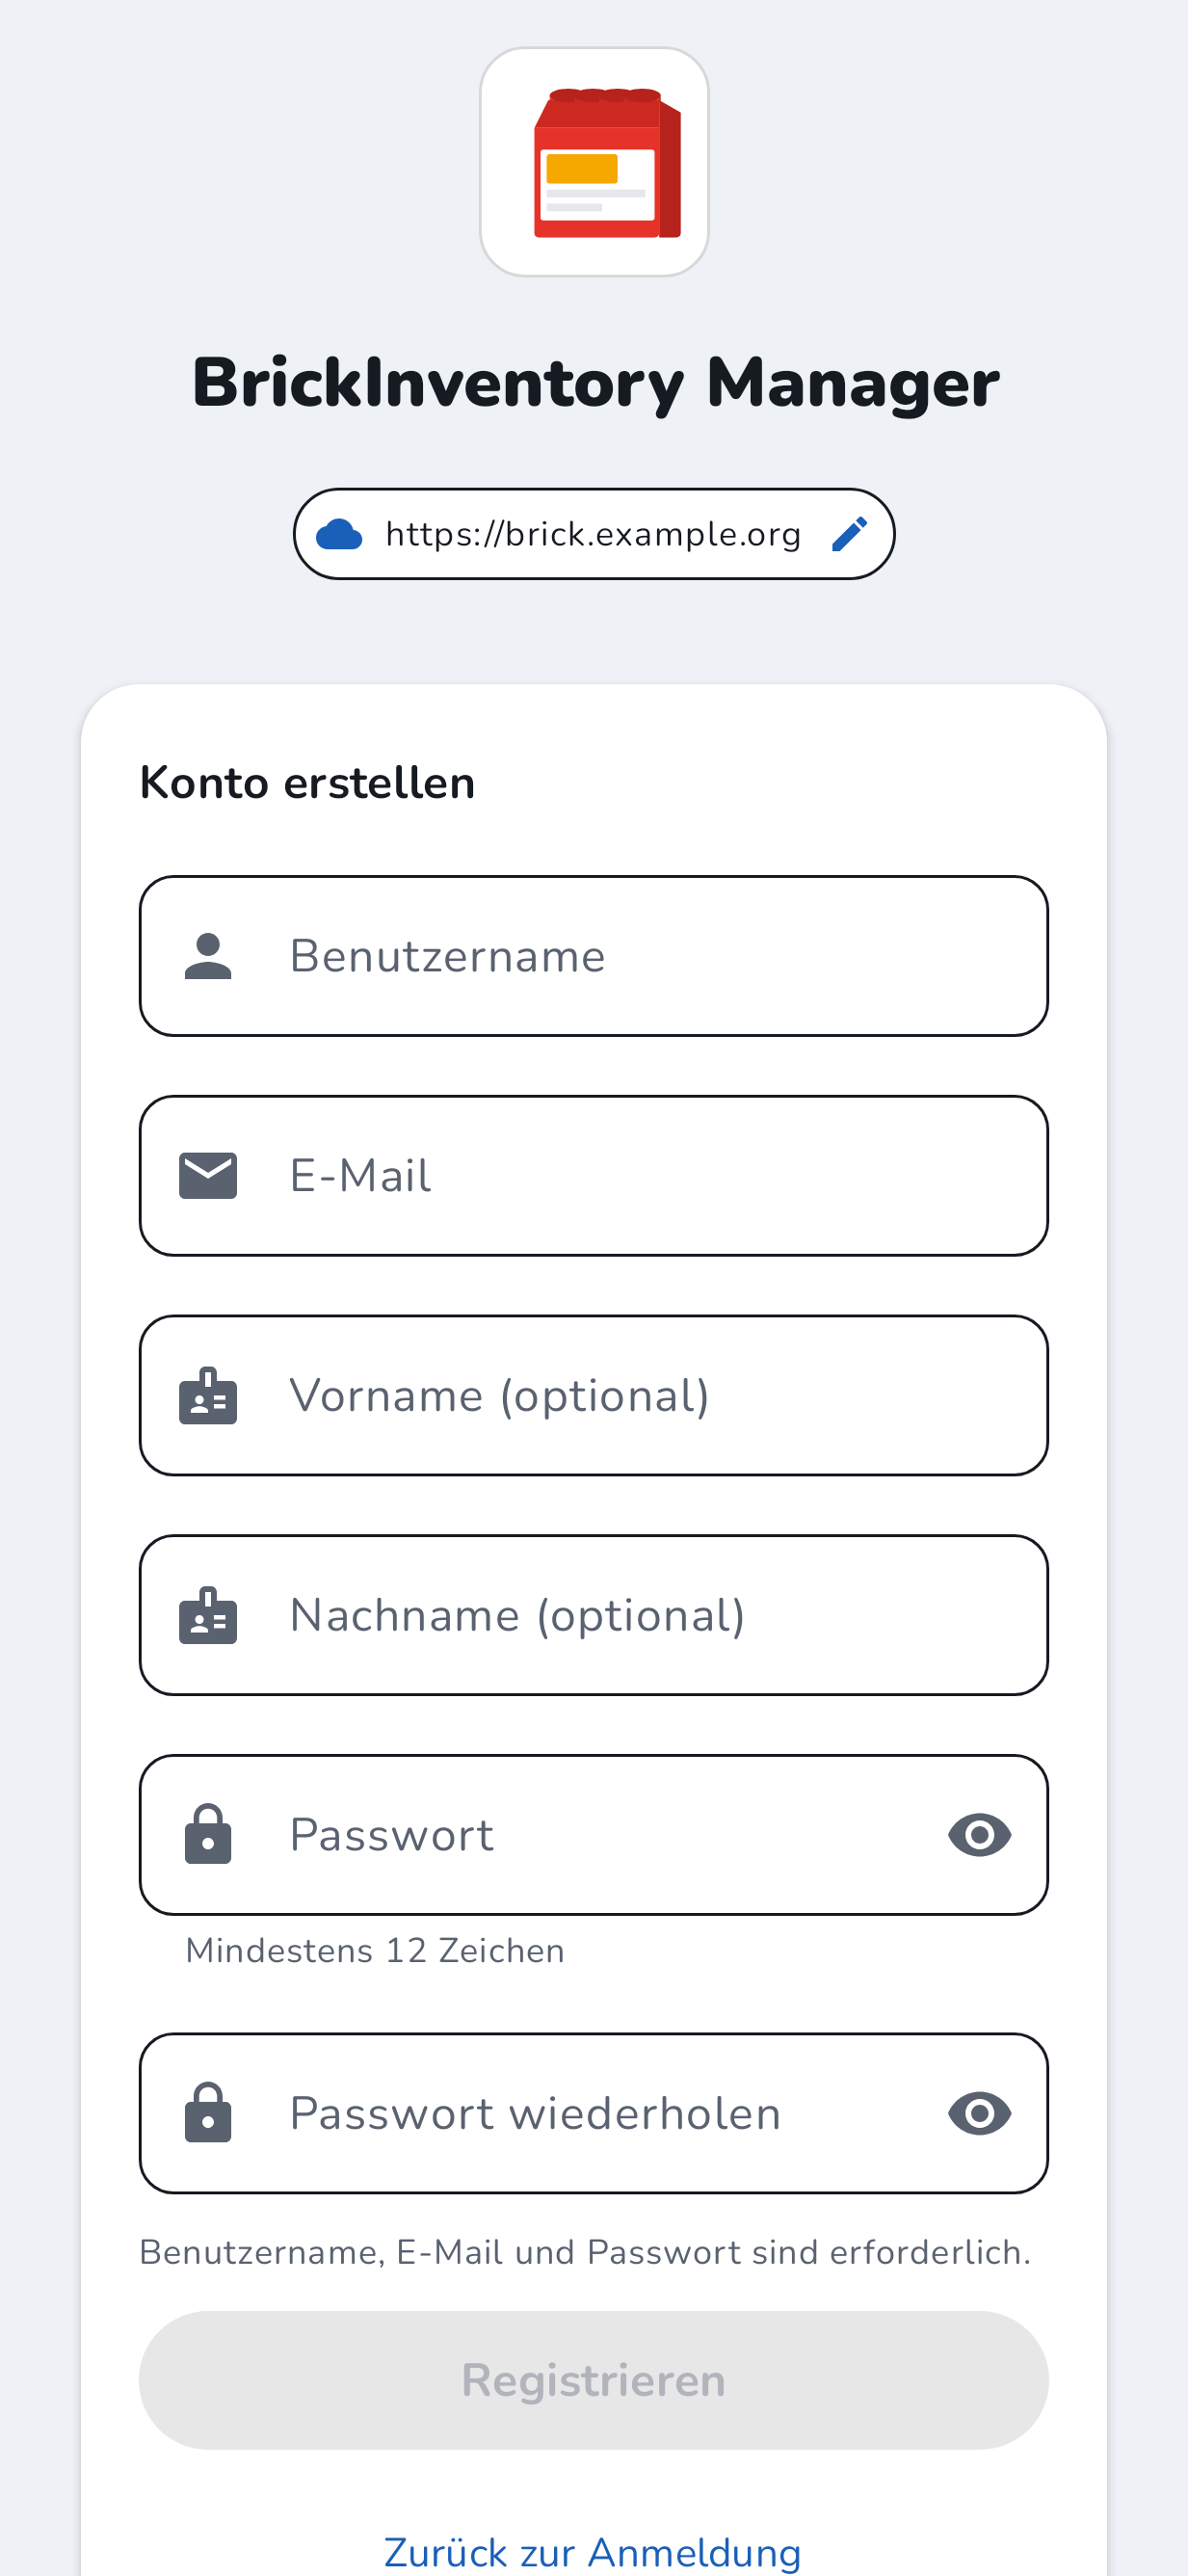 BrickInventory Manager
https://brick.example.org
Konto erstellen
Benutzername
E-Mail
Vorname (optional)
Nachname (optional)
Passwort
Mindestens 12 Zeichen
Passwort wiederholen
Benutzername, E-Mail und Passwort sind erforderlich.
Registrieren
Zurück zur Anmeldung